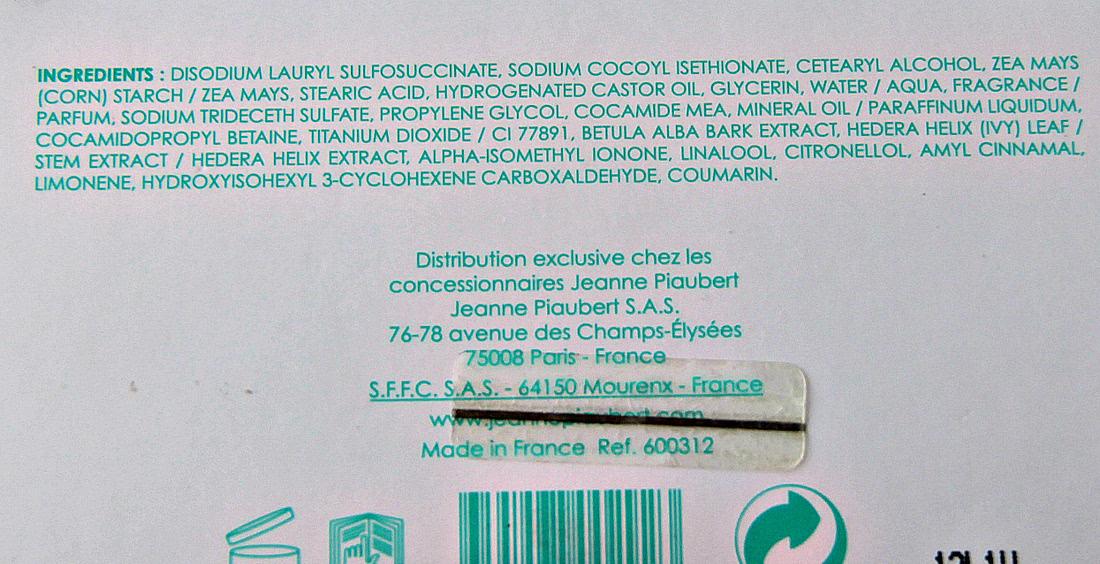 INGREDIENTS : DISODIUM LAURYL SULFOSUCCINATE, SODIUM COCOYL ISETHIONATE, CETEARYL ALCOHOL, ZEA MAYS
(CORN) STARCH / ZEA MAYS, STEARIC ACID, HYDROGENATED CASTOR OIL, GLYCERIN, WATER / AQUA, FRAGRANCE /
PARFUM, SODIUM TRIDECETH SULFATE, PROPYLENE GLYCOL, COCAMIDE MEA, MINERAL OIL / PARAFFINUM LIQUIDUM,
COCAMIDOPROPYL BETAINE, TITANIUM DIOXIDE / CI 77891, BETULA ALBA BARK EXTRACT, HEDERA HELIX (IVY) LEAF /
STEM EXTRACT / HEDERA HELIX EXTRACT, ALPHA-ISOMETHYL IONONE, LINALOOL, CITRONELLOL, AMYL CINNAMAL,
LIMONENE, HYDROXYISOHEXYL 3-CYCLOHEXENE CARBOXALDEHYDE, COUMARIN.
Distribution exclusive chez les
concessionnaires Jeanne Piaubert
Jeanne Piaubert S.A.S.
76-78 avenue des Champs-Élysées
75008 Paris - France
S.F.F.C. S.A.S. - 64150 Mourenx - France
www.jeannepiaubert.com
Made in France Ref. 600312